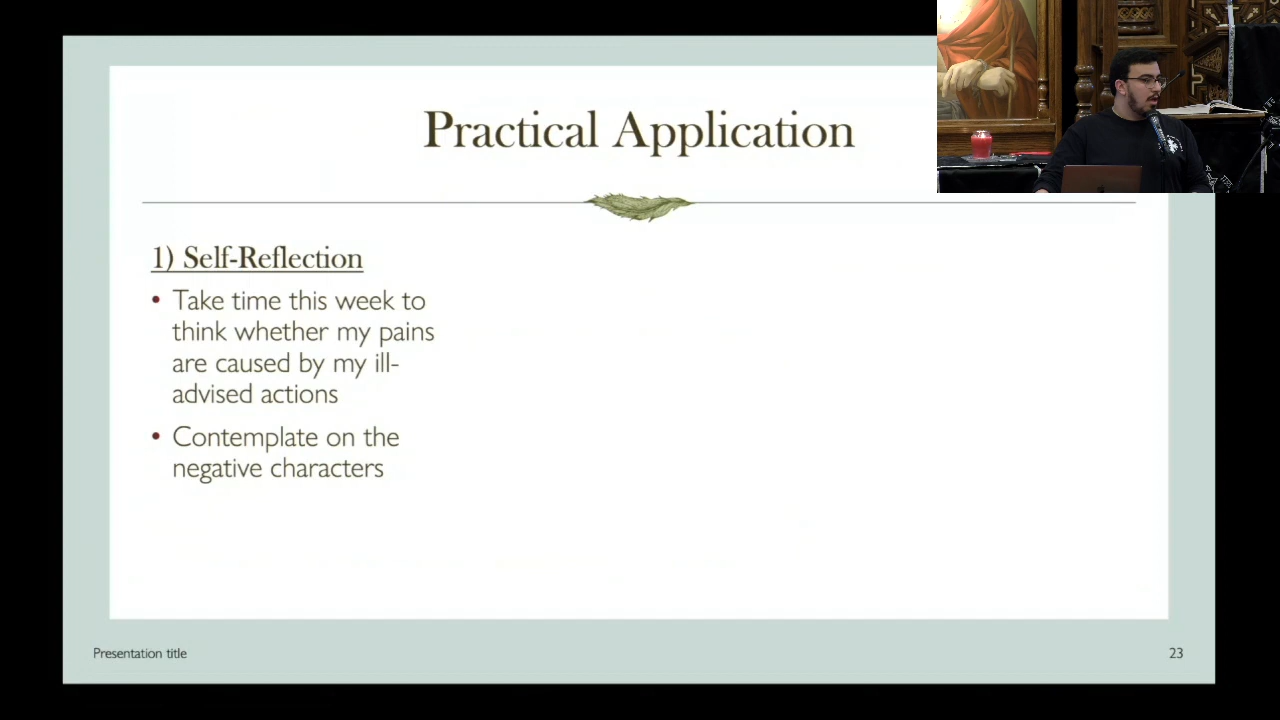 Practical Application
1) Self-Reflection
• Take time this week to
think whether my pains
are caused by my ill-
advised actions
• Contemplate on the
negative characters
Presentation title
23